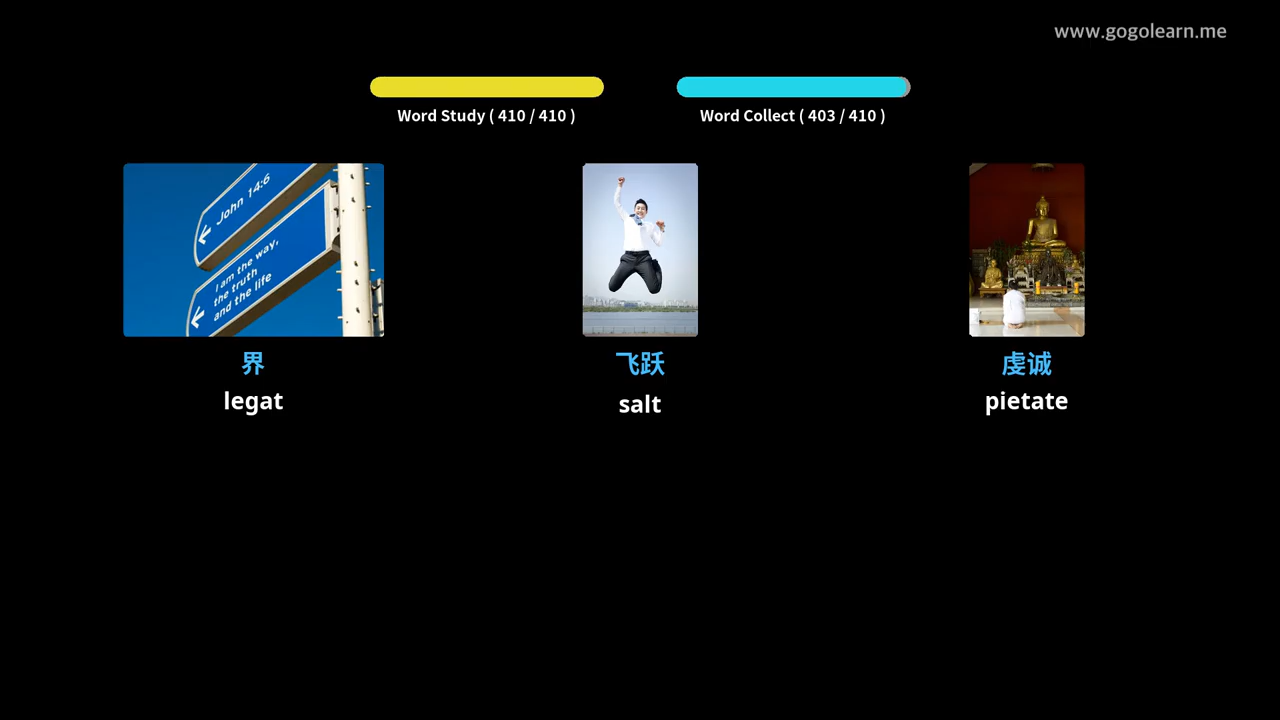 www.gogolearn.me
Word Study ( 410 / 410 )
Word Collect ( 403 / 410 )
John 14:6
I am the way,
the truth
and the life
界
飞跃
虔诚
legat
salt
pietate